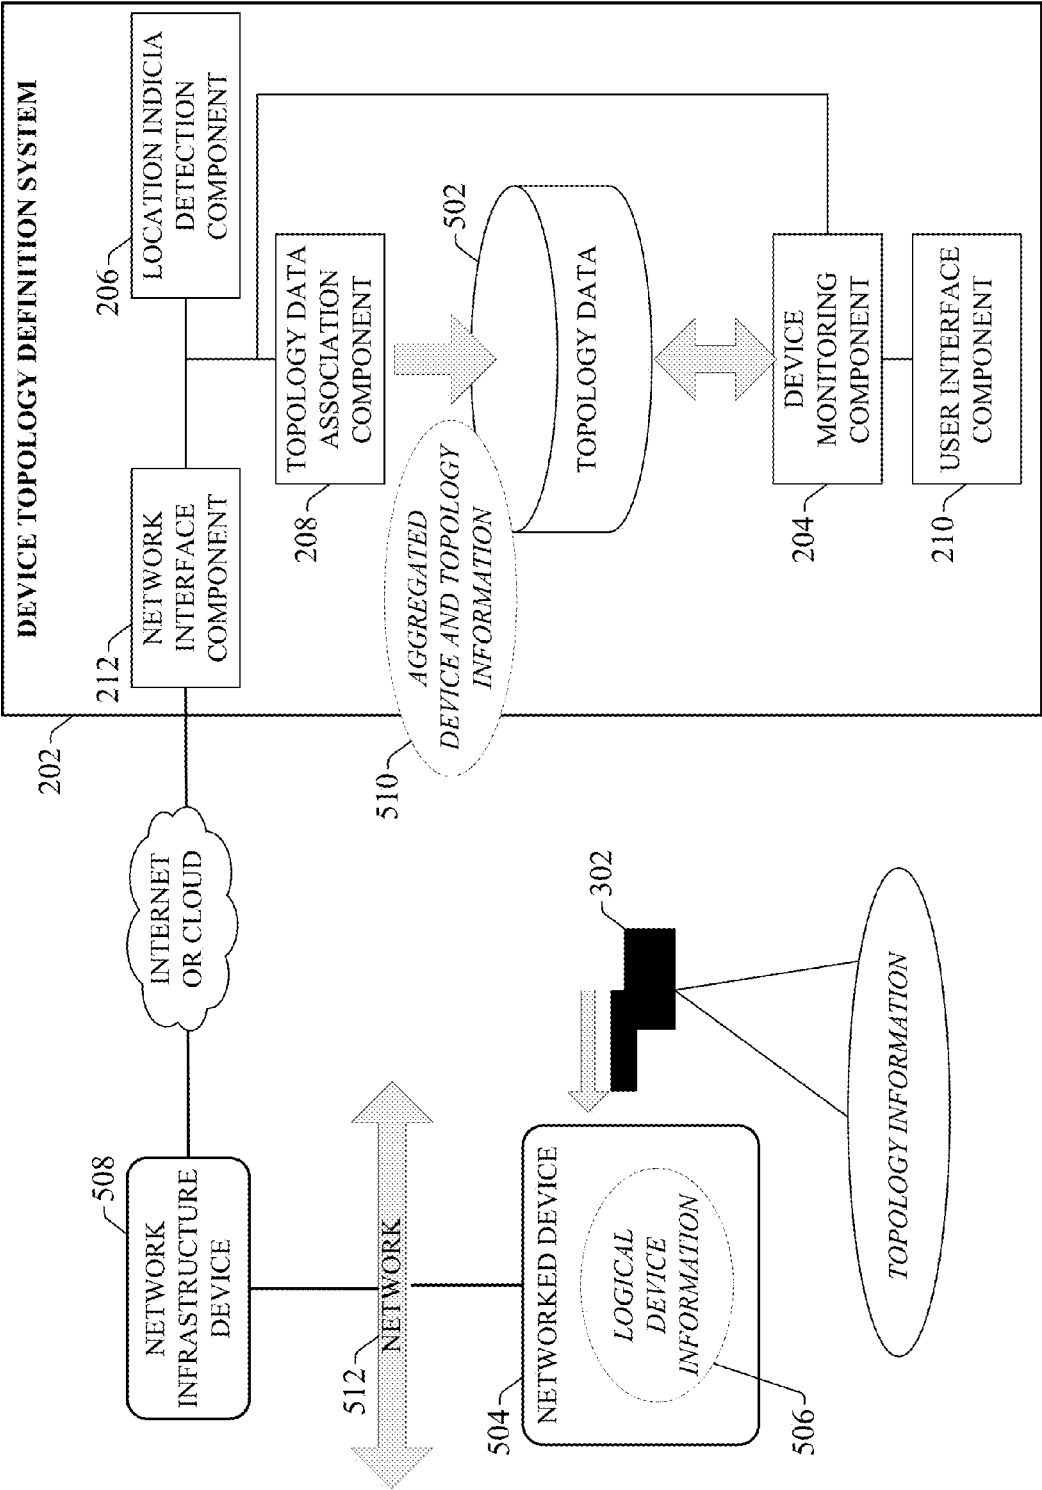 DEVICE TOPOLOGY DEFINITION SYSTEM
202
508
NETWORK
INFRASTRUCTURE
DEVICE
INTERNET
OR CLOUD
212
NETWORK
INTERFACE
COMPONENT
206
LOCATION INDICIA
DETECTION
COMPONENT
208
TOPOLOGY DATA
ASSOCIATION
COMPONENT
512
NETWORK
510
AGGREGATED
DEVICE AND TOPOLOGY
INFORMATION
502
TOPOLOGY DATA
504
NETWORKED DEVICE
LOGICAL
DEVICE
INFORMATION
506
302
TOPOLOGY INFORMATION
204
DEVICE
MONITORING
COMPONENT
210
USER INTERFACE
COMPONENT